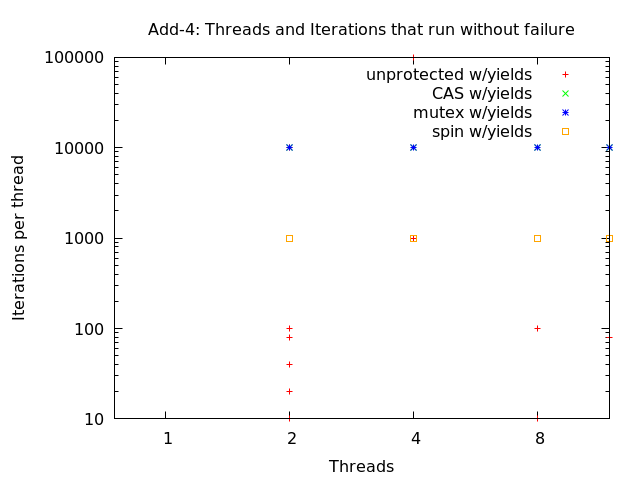 Add-4: Threads and Iterations that run without failure
100000
unprotected w/yields
CAS w/yields
mutex w/yields
spin w/yields
10000
Iterations per thread
1000
100
10
1
2
4
8
Threads